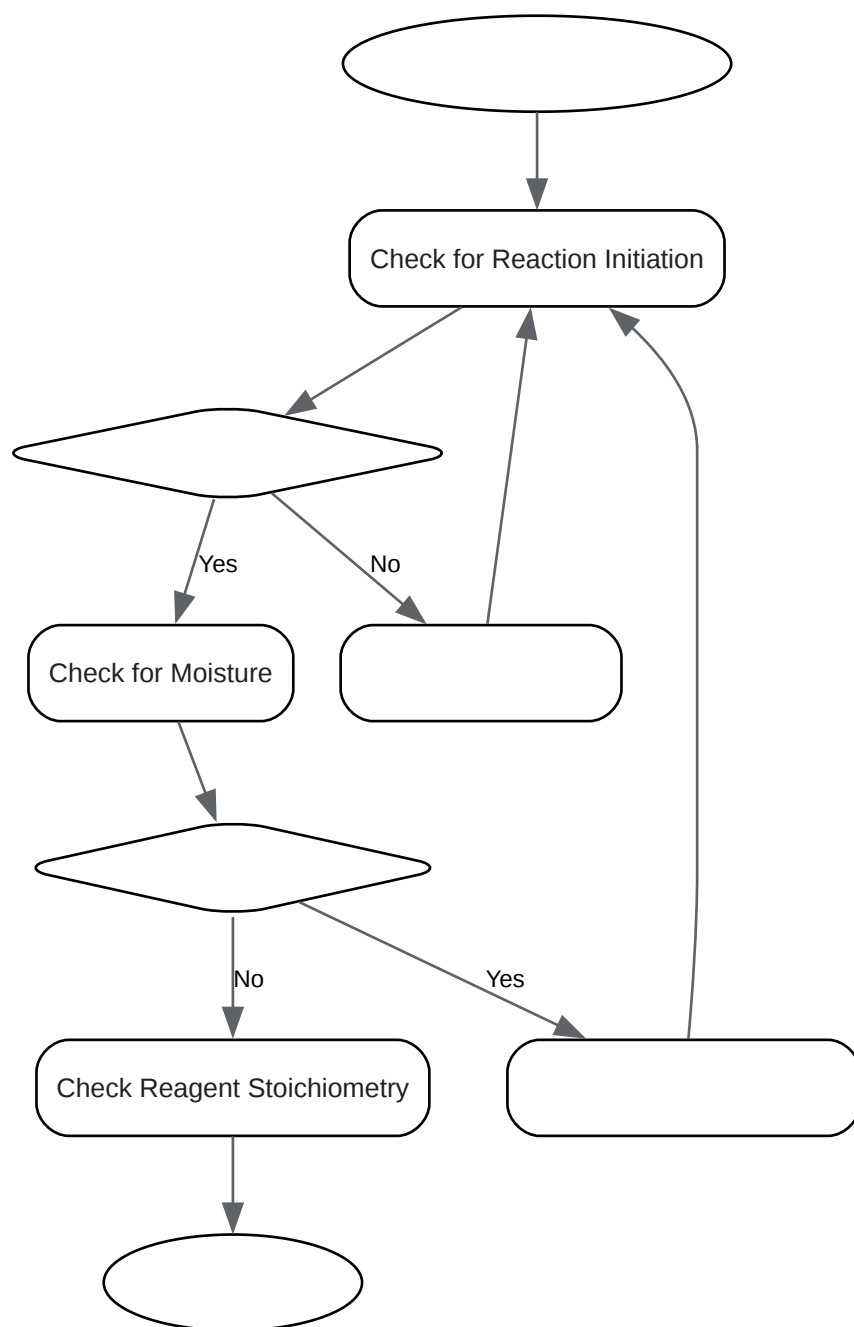 Check for Reaction Initiation
Yes
No
Check for Moisture
No
Yes
Check Reagent Stoichiometry